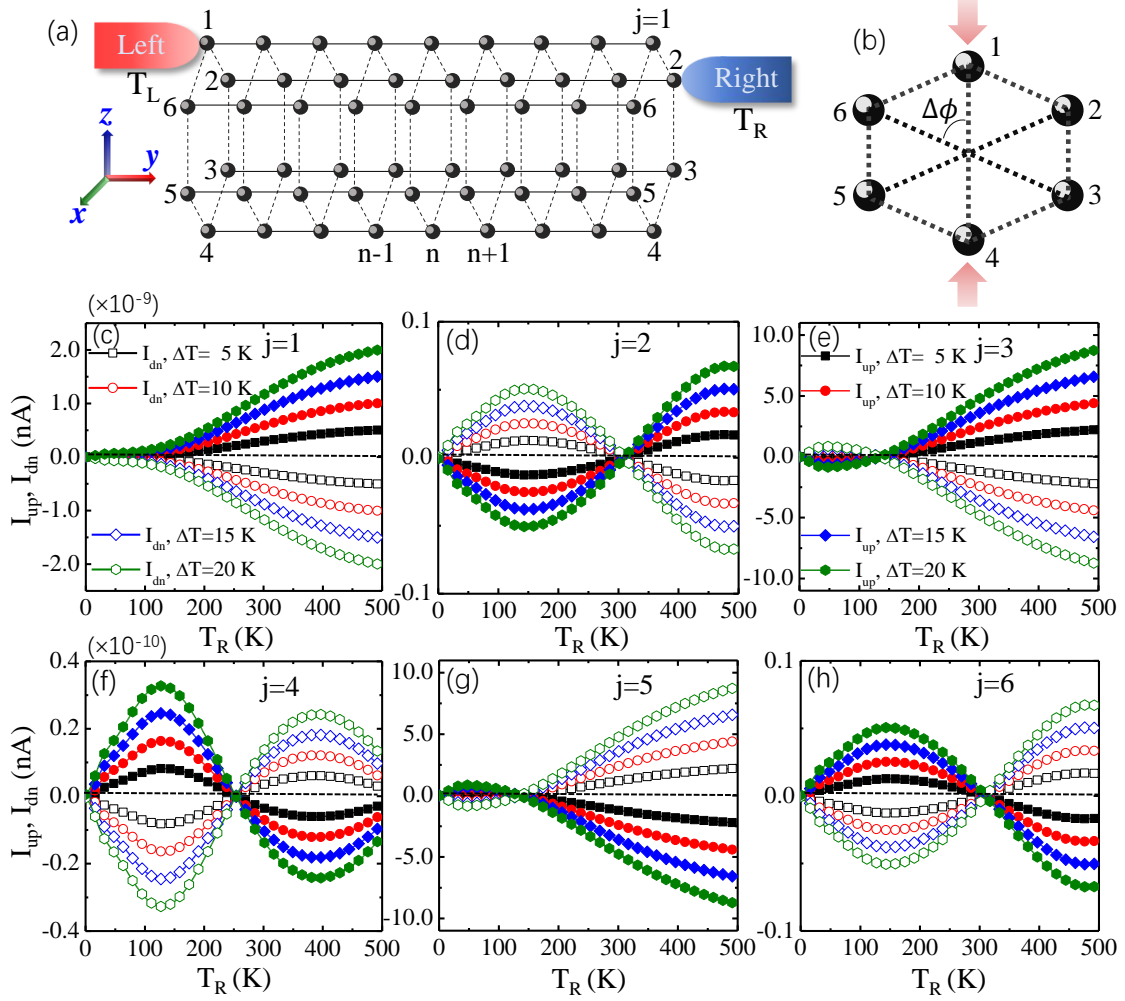 (a)
1
j=1
Left
Right
T_L
T_R
2
2
6
6
3
3
5
5
4
n-1
n
n+1
4
z
y
x
(b)
1
6
Δϕ
2
5
3
4
(×10⁻⁹)
(c)
j=1
I_dn, ΔT= 5 K
I_dn, ΔT=10 K
I_dn, ΔT=15 K
I_dn, ΔT=20 K
2.0
1.0
0.0
-1.0
-2.0
I_up, I_dn (nA)
0 100 200 300 400 500
T_R (K)
(d)
j=2
0.1
0.0
-0.1
0 100 200 300 400 500
T_R (K)
(e)
j=3
I_up, ΔT= 5 K
I_up, ΔT=10 K
I_up, ΔT=15 K
I_up, ΔT=20 K
10.0
5.0
0.0
-5.0
-10.0
0 100 200 300 400 500
T_R (K)
(×10⁻¹⁰)
(f)
j=4
0.4
0.2
0.0
-0.2
-0.4
I_up, I_dn (nA)
0 100 200 300 400 500
T_R (K)
(g)
j=5
10.0
5.0
0.0
-5.0
-10.0
0 100 200 300 400 500
T_R (K)
(h)
j=6
0.1
0.0
-0.1
0 100 200 300 400 500
T_R (K)